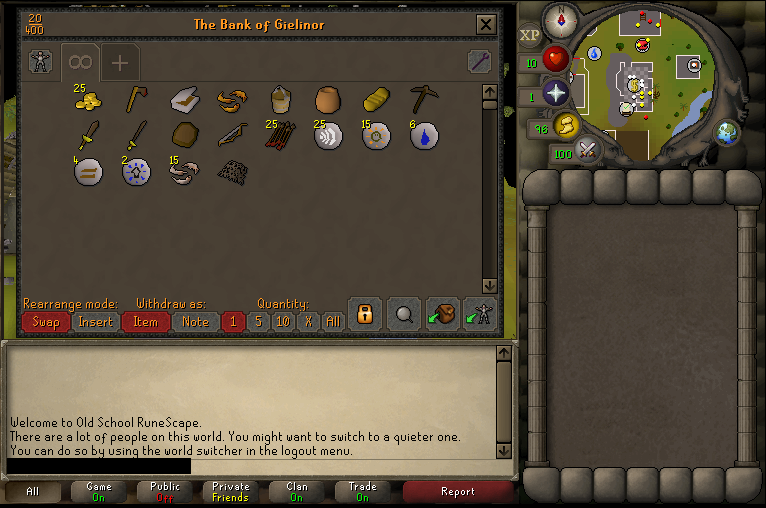 20
400
The Bank of Gielinor
XP
N
10
1
96
100
25
25
25
15
6
4
2
15
Rearrange mode:
Withdraw as:
Quantity:
Swap
Insert
Item
Note
1
5
10
X
All
Welcome to Old School RuneScape.
There are a lot of people on this world. You might want to switch to a quieter one.
You can do so by using the world switcher in the logout menu.
All
Game
On
Public
Off
Private
Friends
Clan
On
Trade
On
Report